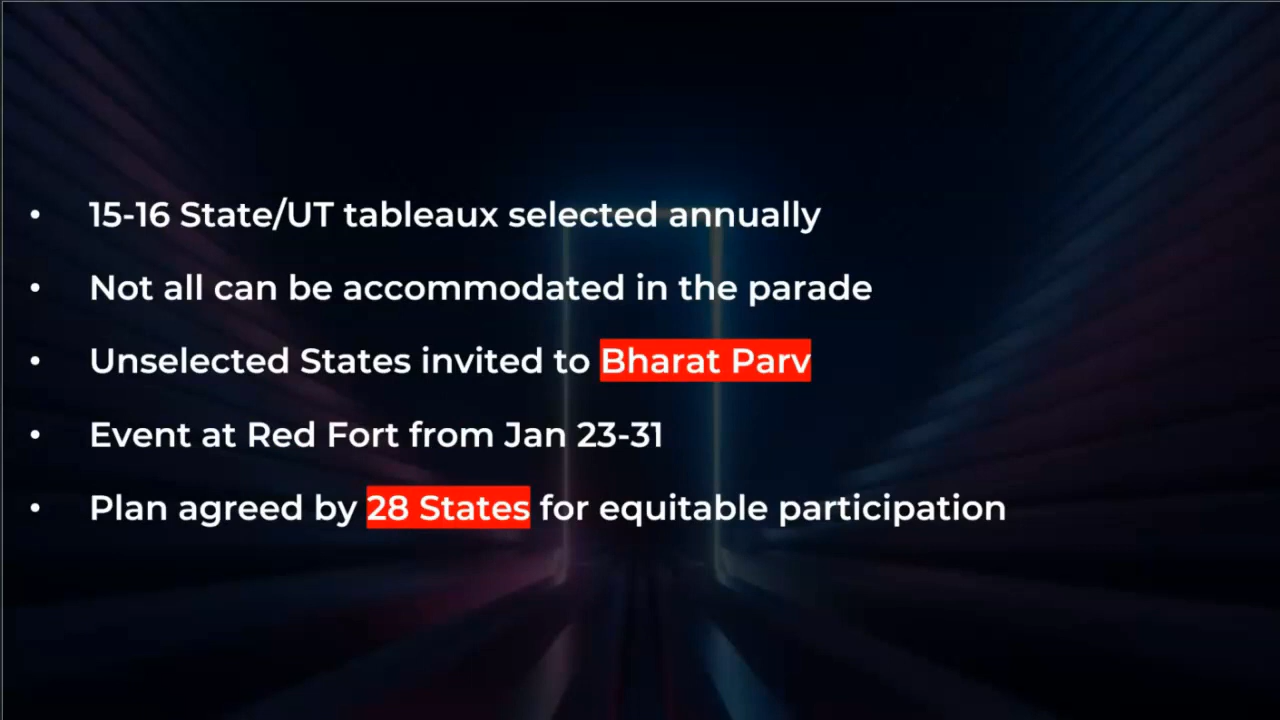 • 15-16 State/UT tableaux selected annually
• Not all can be accommodated in the parade
• Unselected States invited to Bharat Parv
• Event at Red Fort from Jan 23-31
• Plan agreed by 28 States for equitable participation